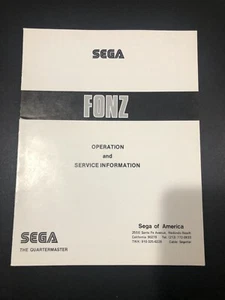 SEGA
FONZ
OPERATION
and
SERVICE INFORMATION
Sega of America
SEGA
THE QUARTERMASTER